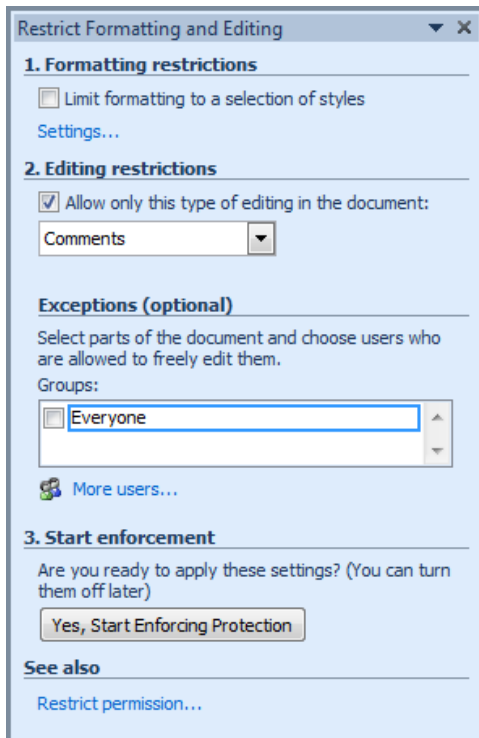 Restrict Formatting and Editing
1. Formatting restrictions
Limit formatting to a selection of styles
Settings...
2. Editing restrictions
Allow only this type of editing in the document:
Comments
Exceptions (optional)
Select parts of the document and choose users who
are allowed to freely edit them.
Groups:
Everyone
More users...
3. Start enforcement
Are you ready to apply these settings? (You can turn
them off later)
Yes, Start Enforcing Protection
See also
Restrict permission...